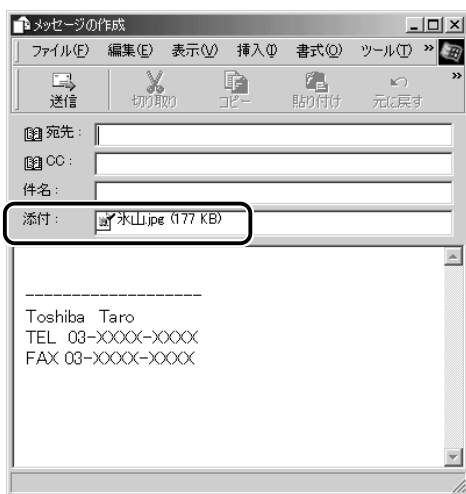 メッセージの作成
ファイル(F) 編集(E) 表示(V) 挿入(I) 書式(O) ツール(T) »
送信 切り取り コピー 貼り付け 元に戻す »
宛先:
CC:
件名:
添付: 氷山.jpg (177 KB)
-------------------
Toshiba Taro
TEL 03-XXXX-XXXX
FAX 03-XXXX-XXXX